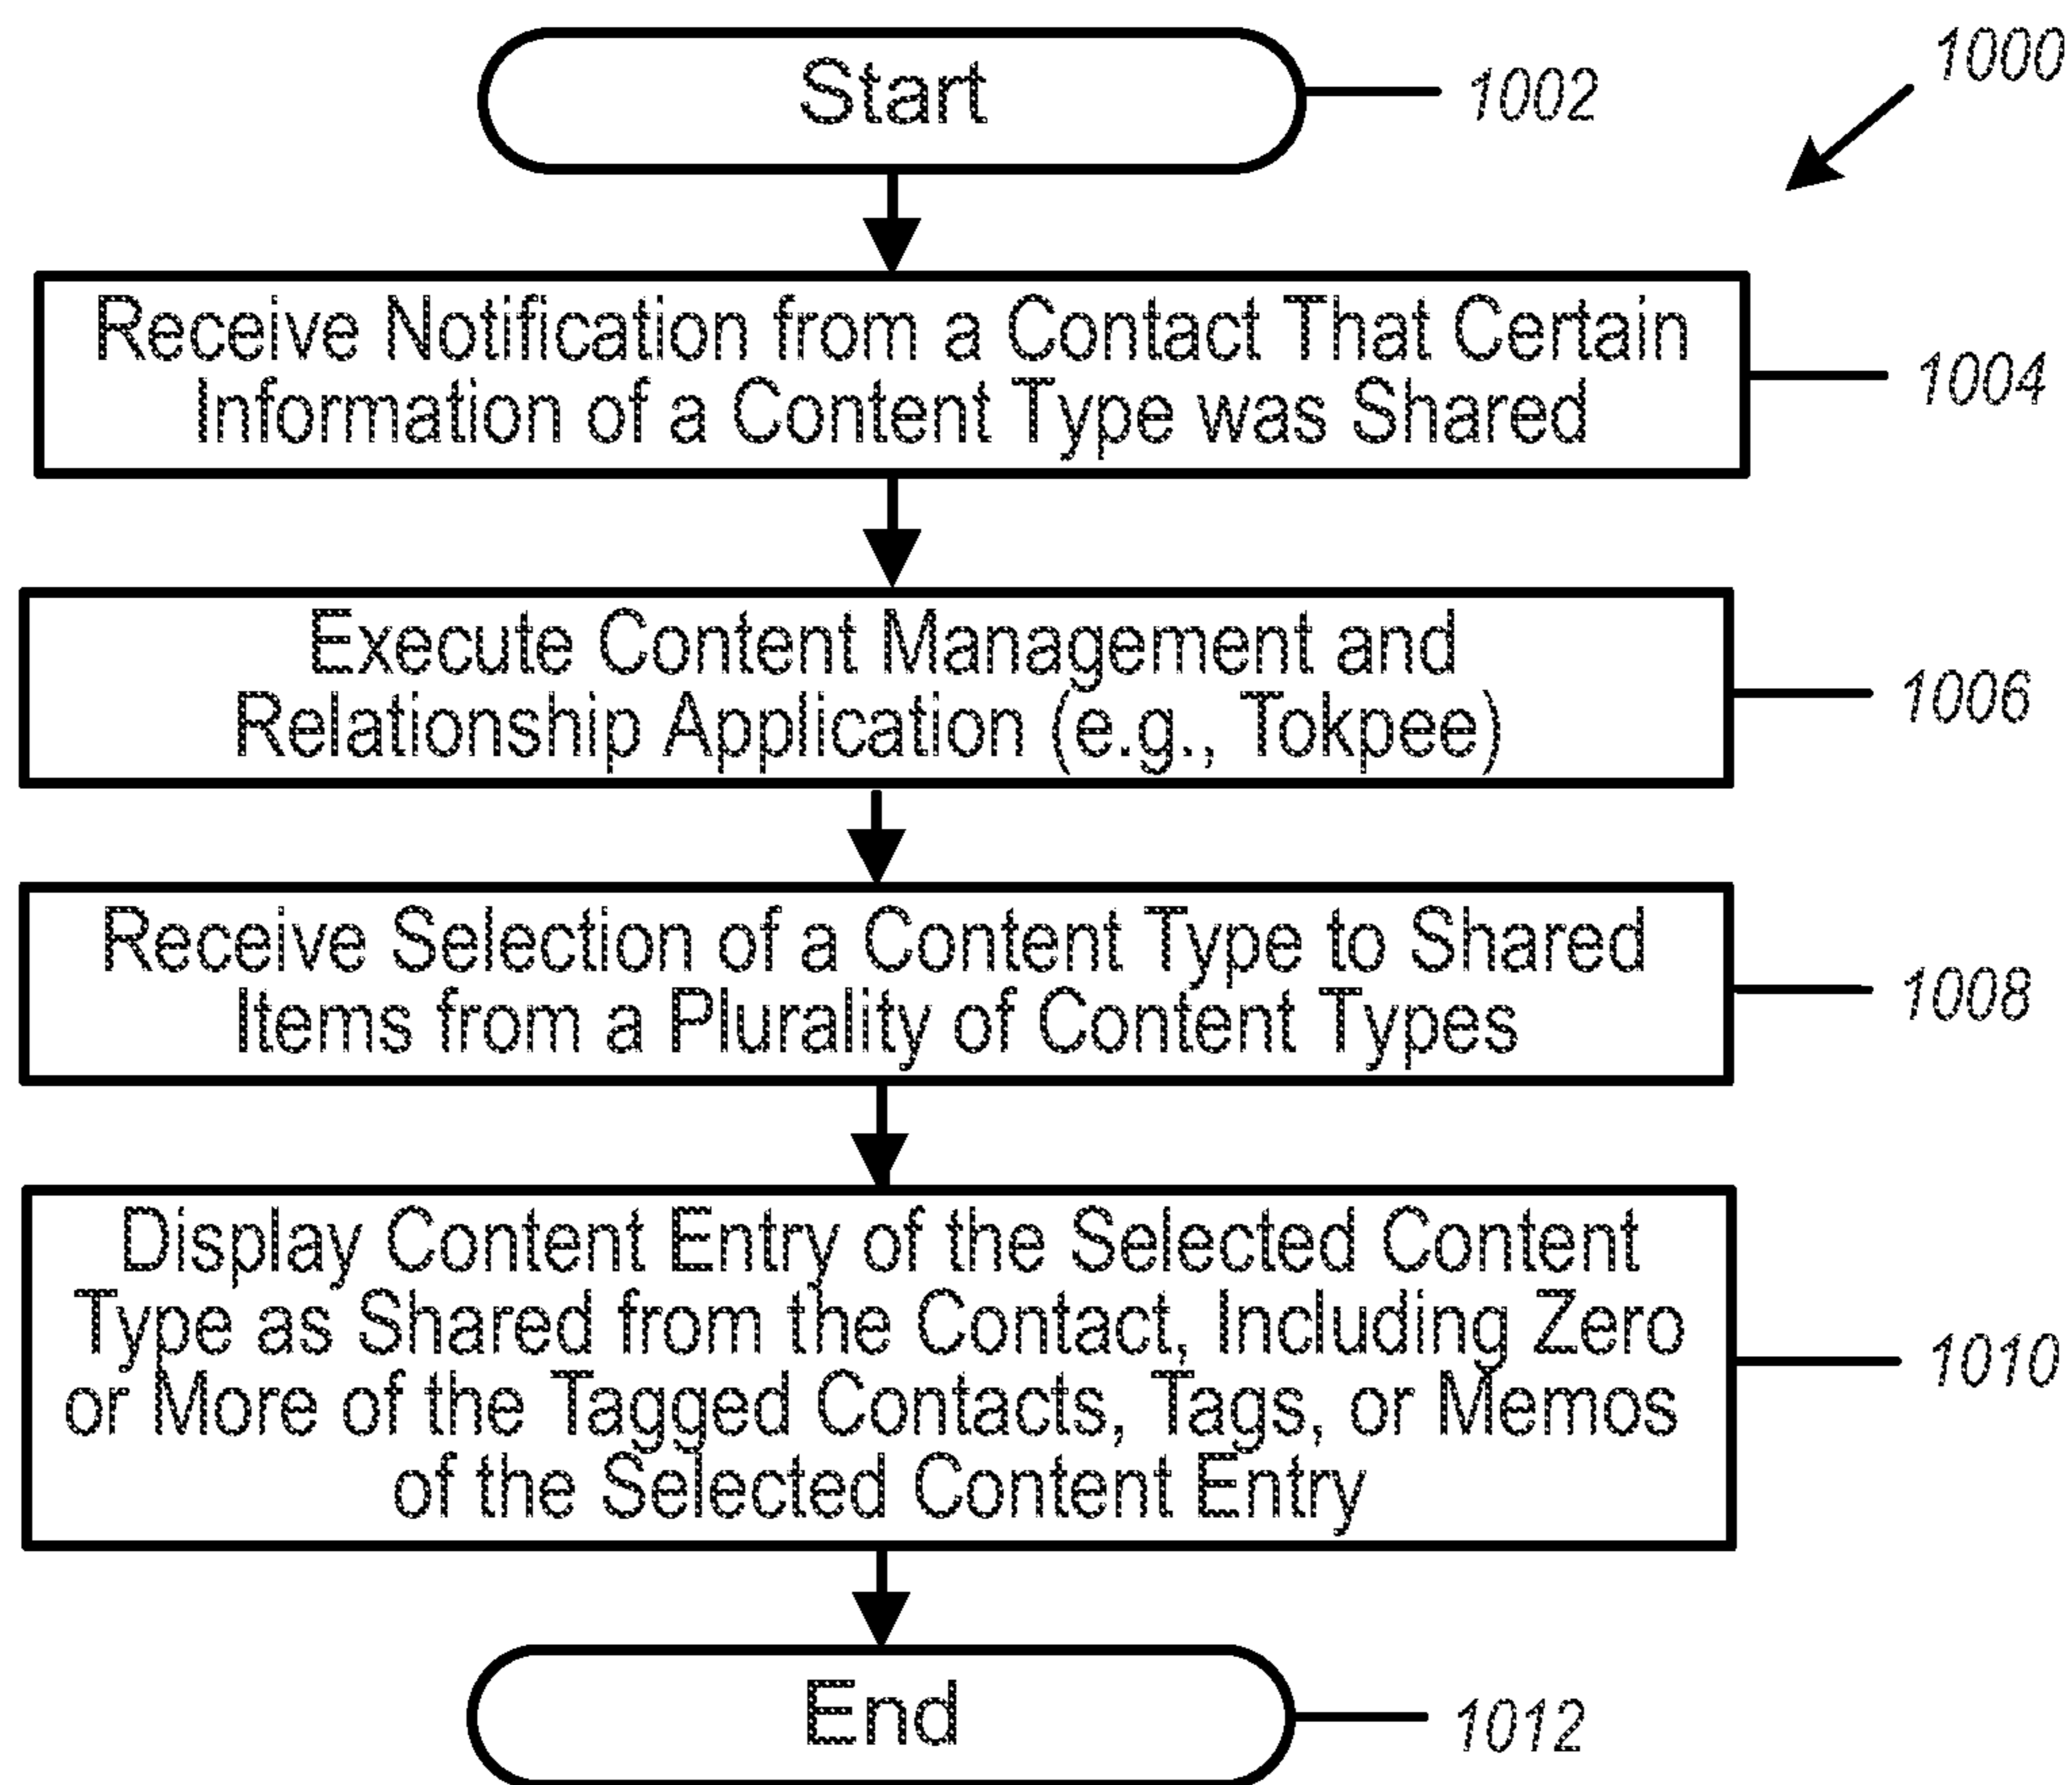 Start
1002
1000
Receive Notification from a Contact That Certain
Information of a Content Type was Shared
1004
Execute Content Management and
Relationship Application (e.g., Tokpee)
1006
Receive Selection of a Content Type to Shared
Items from a Plurality of Content Types
1008
Display Content Entry of the Selected Content
Type as Shared from the Contact, Including Zero
or More of the Tagged Contacts, Tags, or Memos
of the Selected Content Entry
1010
End
1012